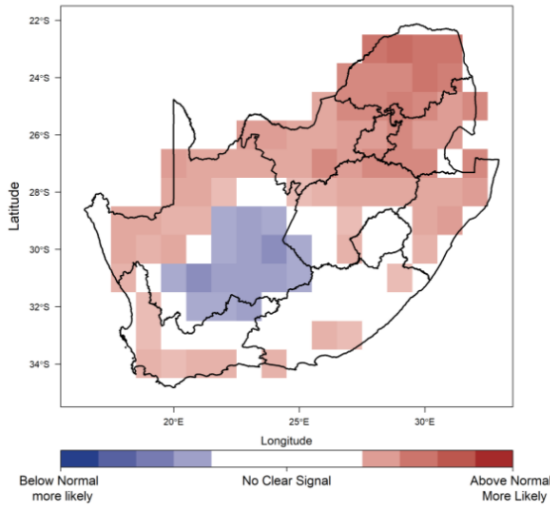 22°S
24°S
26°S
28°S
30°S
32°S
34°S
Latitude
20°E 25°E 30°E
Longitude
Below Normal more likely
No Clear Signal
Above Normal More Likely